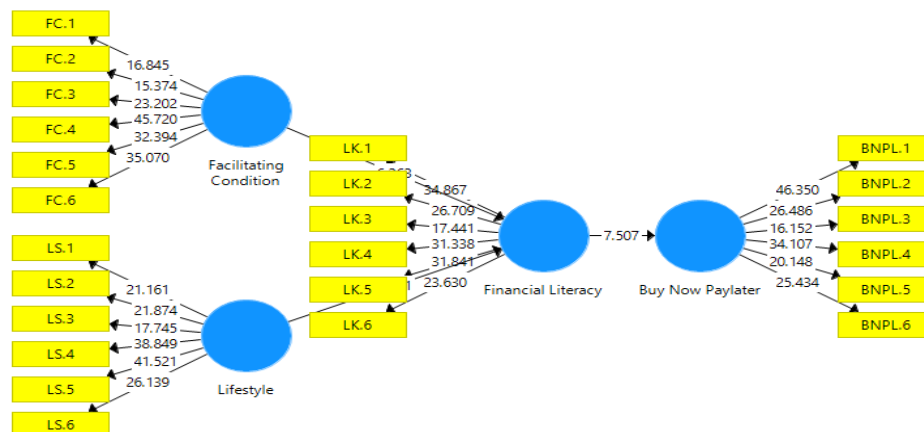 FC.1
FC.2
FC.3
FC.4
FC.5
FC.6
16.845
15.374
23.202
45.720
32.394
35.070
Facilitating
Condition
LS.1
LS.2
LS.3
LS.4
LS.5
LS.6
21.161
21.874
17.745
38.849
41.521
26.139
Lifestyle
LK.1
LK.2
LK.3
LK.4
LK.5
LK.6
34.867
26.709
17.441
31.338
31.841
23.630
Financial Literacy
7.507
Buy Now Paylater
46.350
26.486
16.152
34.107
20.148
25.434
BNPL.1
BNPL.2
BNPL.3
BNPL.4
BNPL.5
BNPL.6